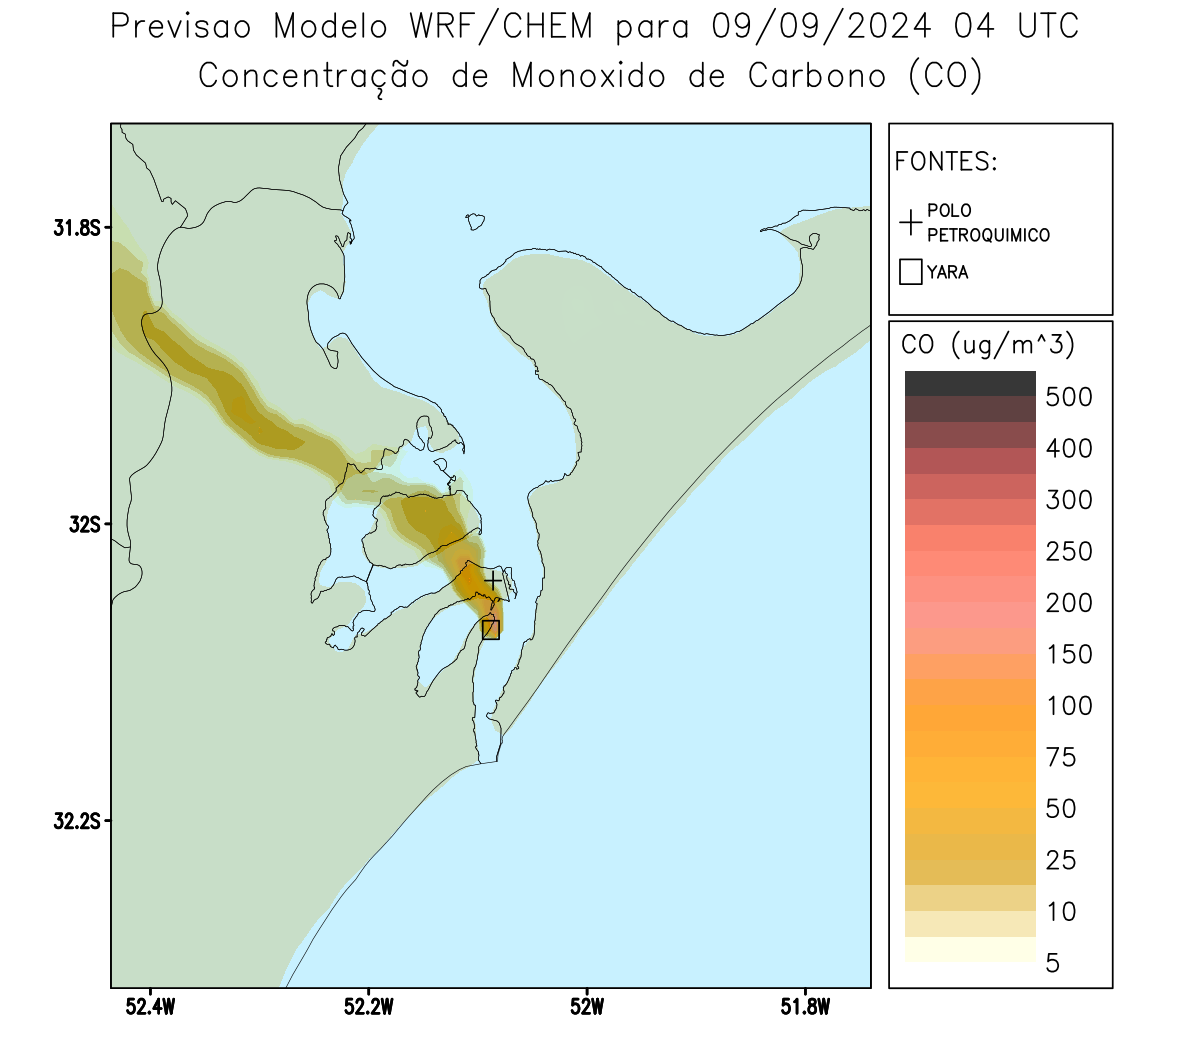 Previsao Modelo WRF/CHEM para 09/09/2024 04 UTC
Concentração de Monoxido de Carbono (CO)
FONTES:
POLO
PETROQUIMICO
YARA
CO (ug/m^3)
500
400
300
250
200
150
100
75
50
25
10
5
31.8S
32S
32.2S
52.4W
52.2W
52W
51.8W